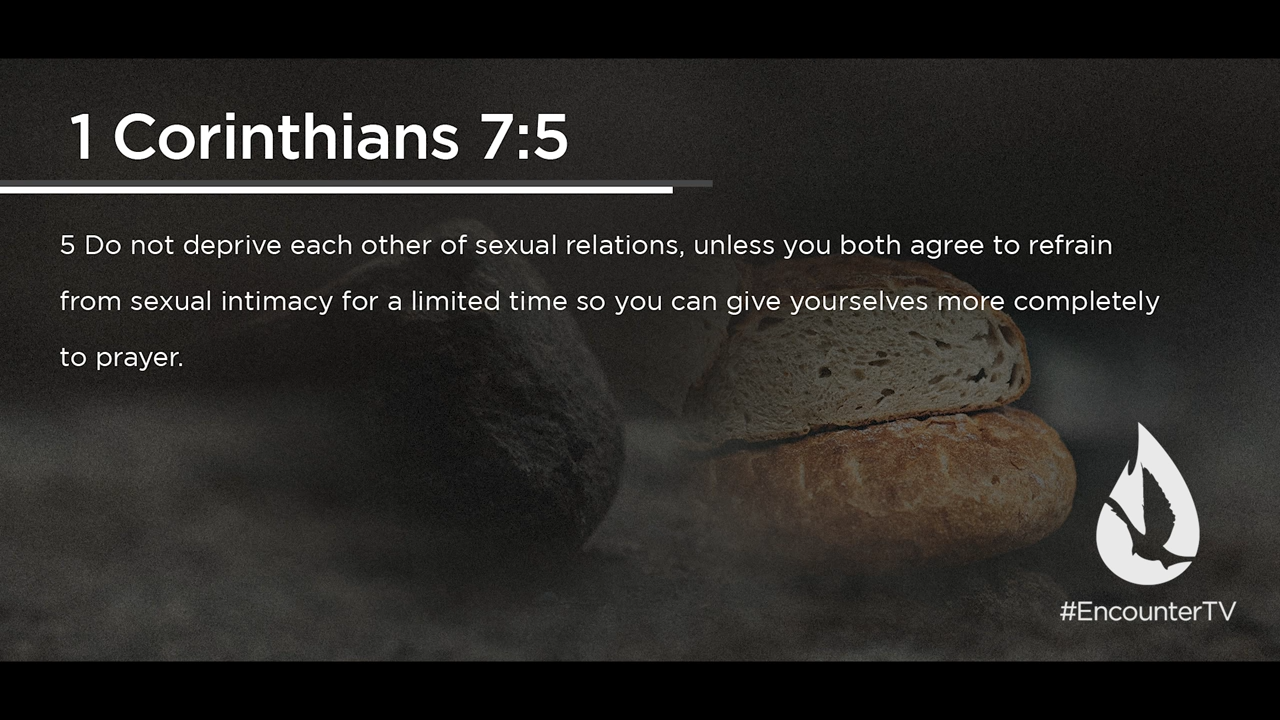 1 Corinthians 7:5
5 Do not deprive each other of sexual relations, unless you both agree to refrain
from sexual intimacy for a limited time so you can give yourselves more completely
to prayer.
#EncounterTV